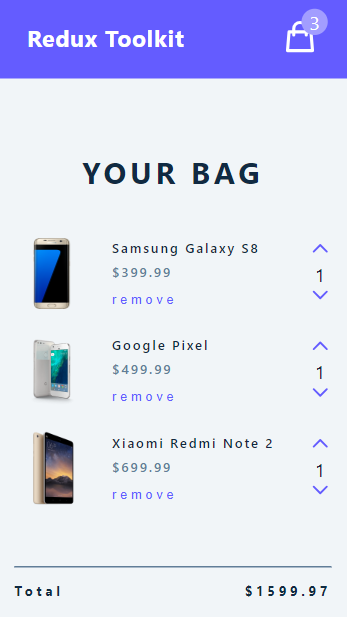 Redux Toolkit
3
YOUR BAG
Samsung Galaxy S8
$399.99
remove
1
Google Pixel
$499.99
remove
1
Xiaomi Redmi Note 2
$699.99
remove
1
Total $1599.97